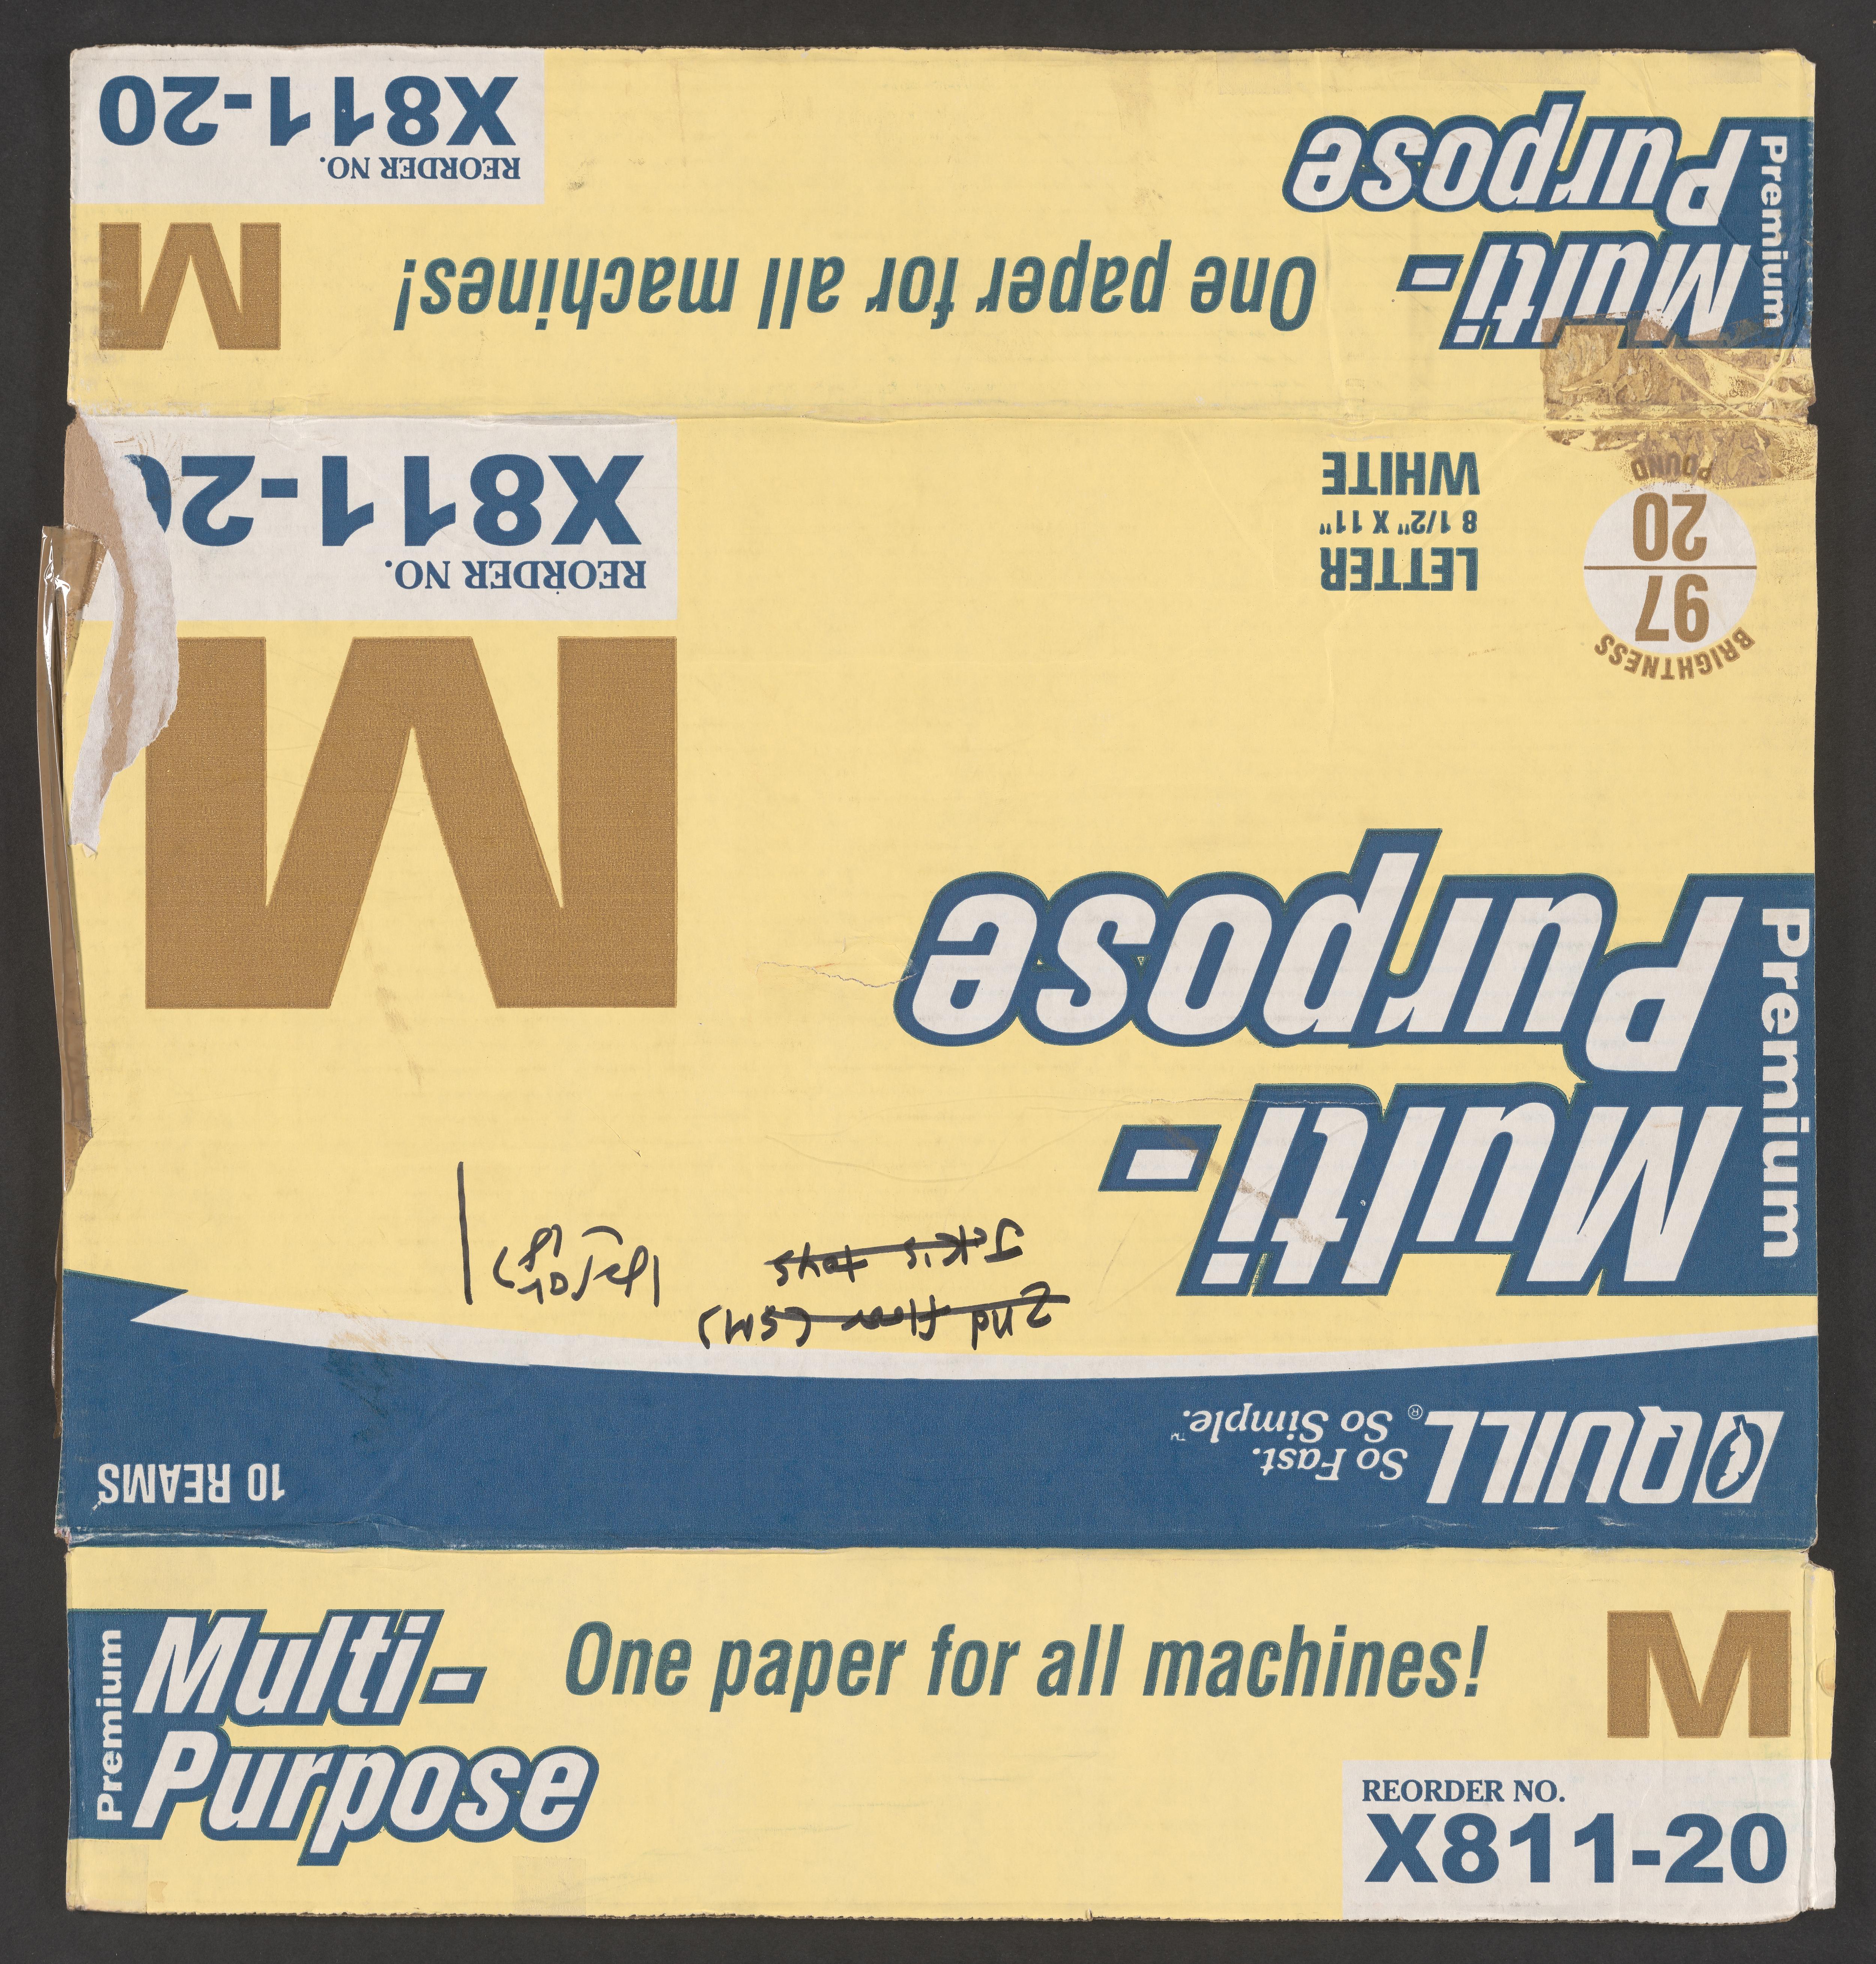 REORDER NO.
X811-20
M
One paper for all machines!
Premium
Multi-
Purpose
QUILL®
So Fast.
So Simple.™
10 REAMS
2nd floor (SM)
Jack's toys
Premium
Multi-
Purpose
M
REORDER NO.
X811-2
BRIGHTNESS
97
20
POUND
LETTER
8 1/2" X 11"
WHITE
Premium
Multi-
Purpose
One paper for all machines!
M
REORDER NO.
X811-20